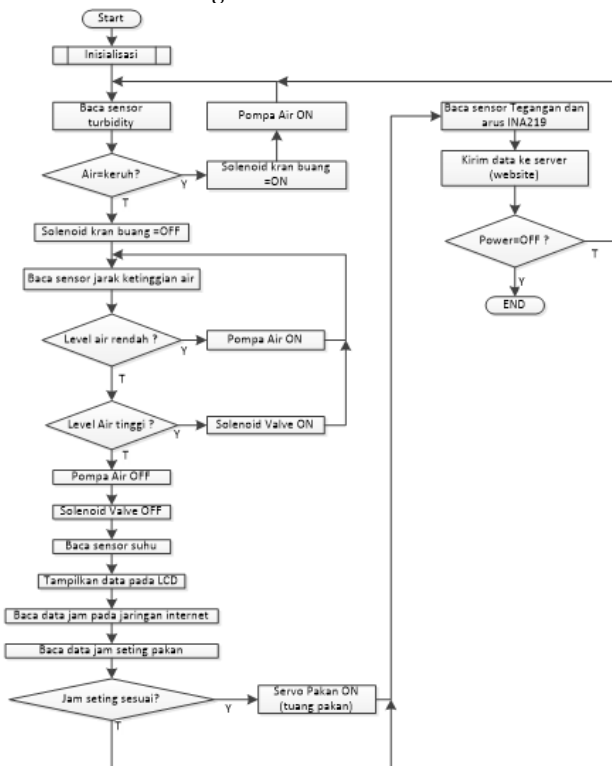 Start
Inisialisasi
Baca sensor
turbidity
Air=keruh?
Y
T
Pompa Air ON
Solenoid kran buang
=ON
Solenoid kran buang =OFF
Baca sensor jarak ketinggian air
Level air rendah ?
Y
Pompa Air ON
T
Level Air tinggi ?
Y
Solenoid Valve ON
T
Pompa Air OFF
Solenoid Valve OFF
Baca sensor suhu
Tampilkan data pada LCD
Baca data jam pada jaringan internet
Baca data jam seting pakan
Jam seting sesuai?
Y
T
Servo Pakan ON
(tuang pakan)
Baca sensor Tegangan dan
arus INA219
Kirim data ke server
(website)
Power=OFF ?
T
Y
END